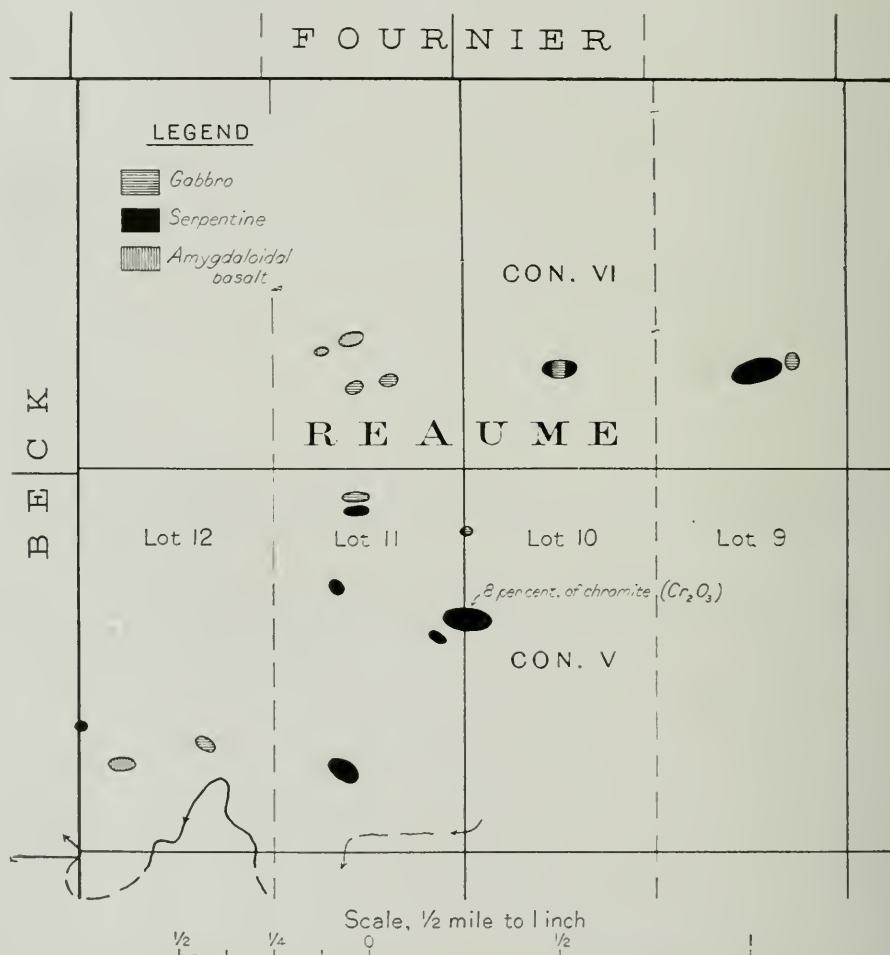 FOURNIER
LEGEND
Gabbro
Serpentine
Amygdaloidal
basalt
CON. VI
BECK
REAUME
Lot 12
Lot 11
Lot 10
Lot 9
8 per cent. of chromite (Cr₂O₃)
CON. V
Scale, ½ mile to 1 inch
½ ¼ 0 ½ 1